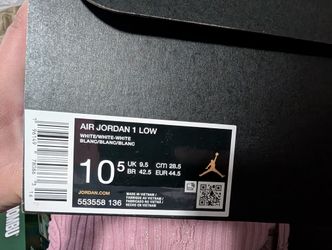 AIR JORDAN 1 LOW
WHITE/WHITE-WHITE
BLANC/BLANC/BLANC
10 5
UK 9.5 CM 28.5
BR 42.5 EUR 44.5
JORDAN.COM
553558 136
MADE IN VIETNAM